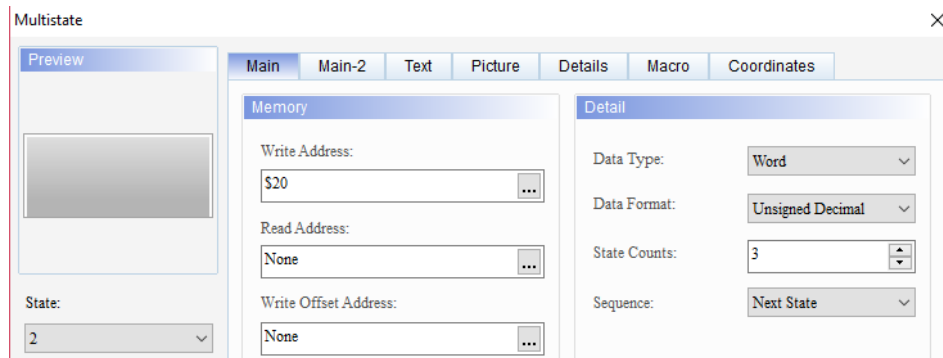 Multistate
Preview
Main Main-2 Text Picture Details Macro Coordinates
Memory
Detail
Write Address:
$20
...
Read Address:
None
...
Write Offset Address:
None
...
Data Type:
Word
Data Format:
Unsigned Decimal
State Counts:
3
Sequence:
Next State
State:
2